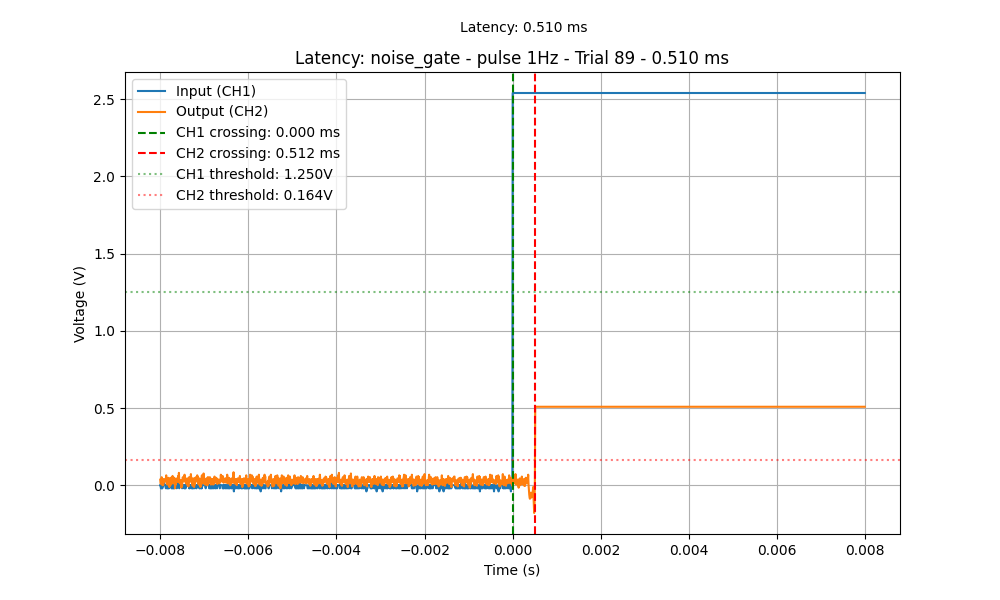 Latency: 0.510 ms
Latency: noise_gate - pulse 1Hz - Trial 89 - 0.510 ms
Input (CH1)
Output (CH2)
CH1 crossing: 0.000 ms
CH2 crossing: 0.512 ms
CH1 threshold: 1.250V
CH2 threshold: 0.164V
Voltage (V)
2.5
2.0
1.5
1.0
0.5
0.0
−0.008 −0.006 −0.004 −0.002 0.000 0.002 0.004 0.006 0.008
Time (s)